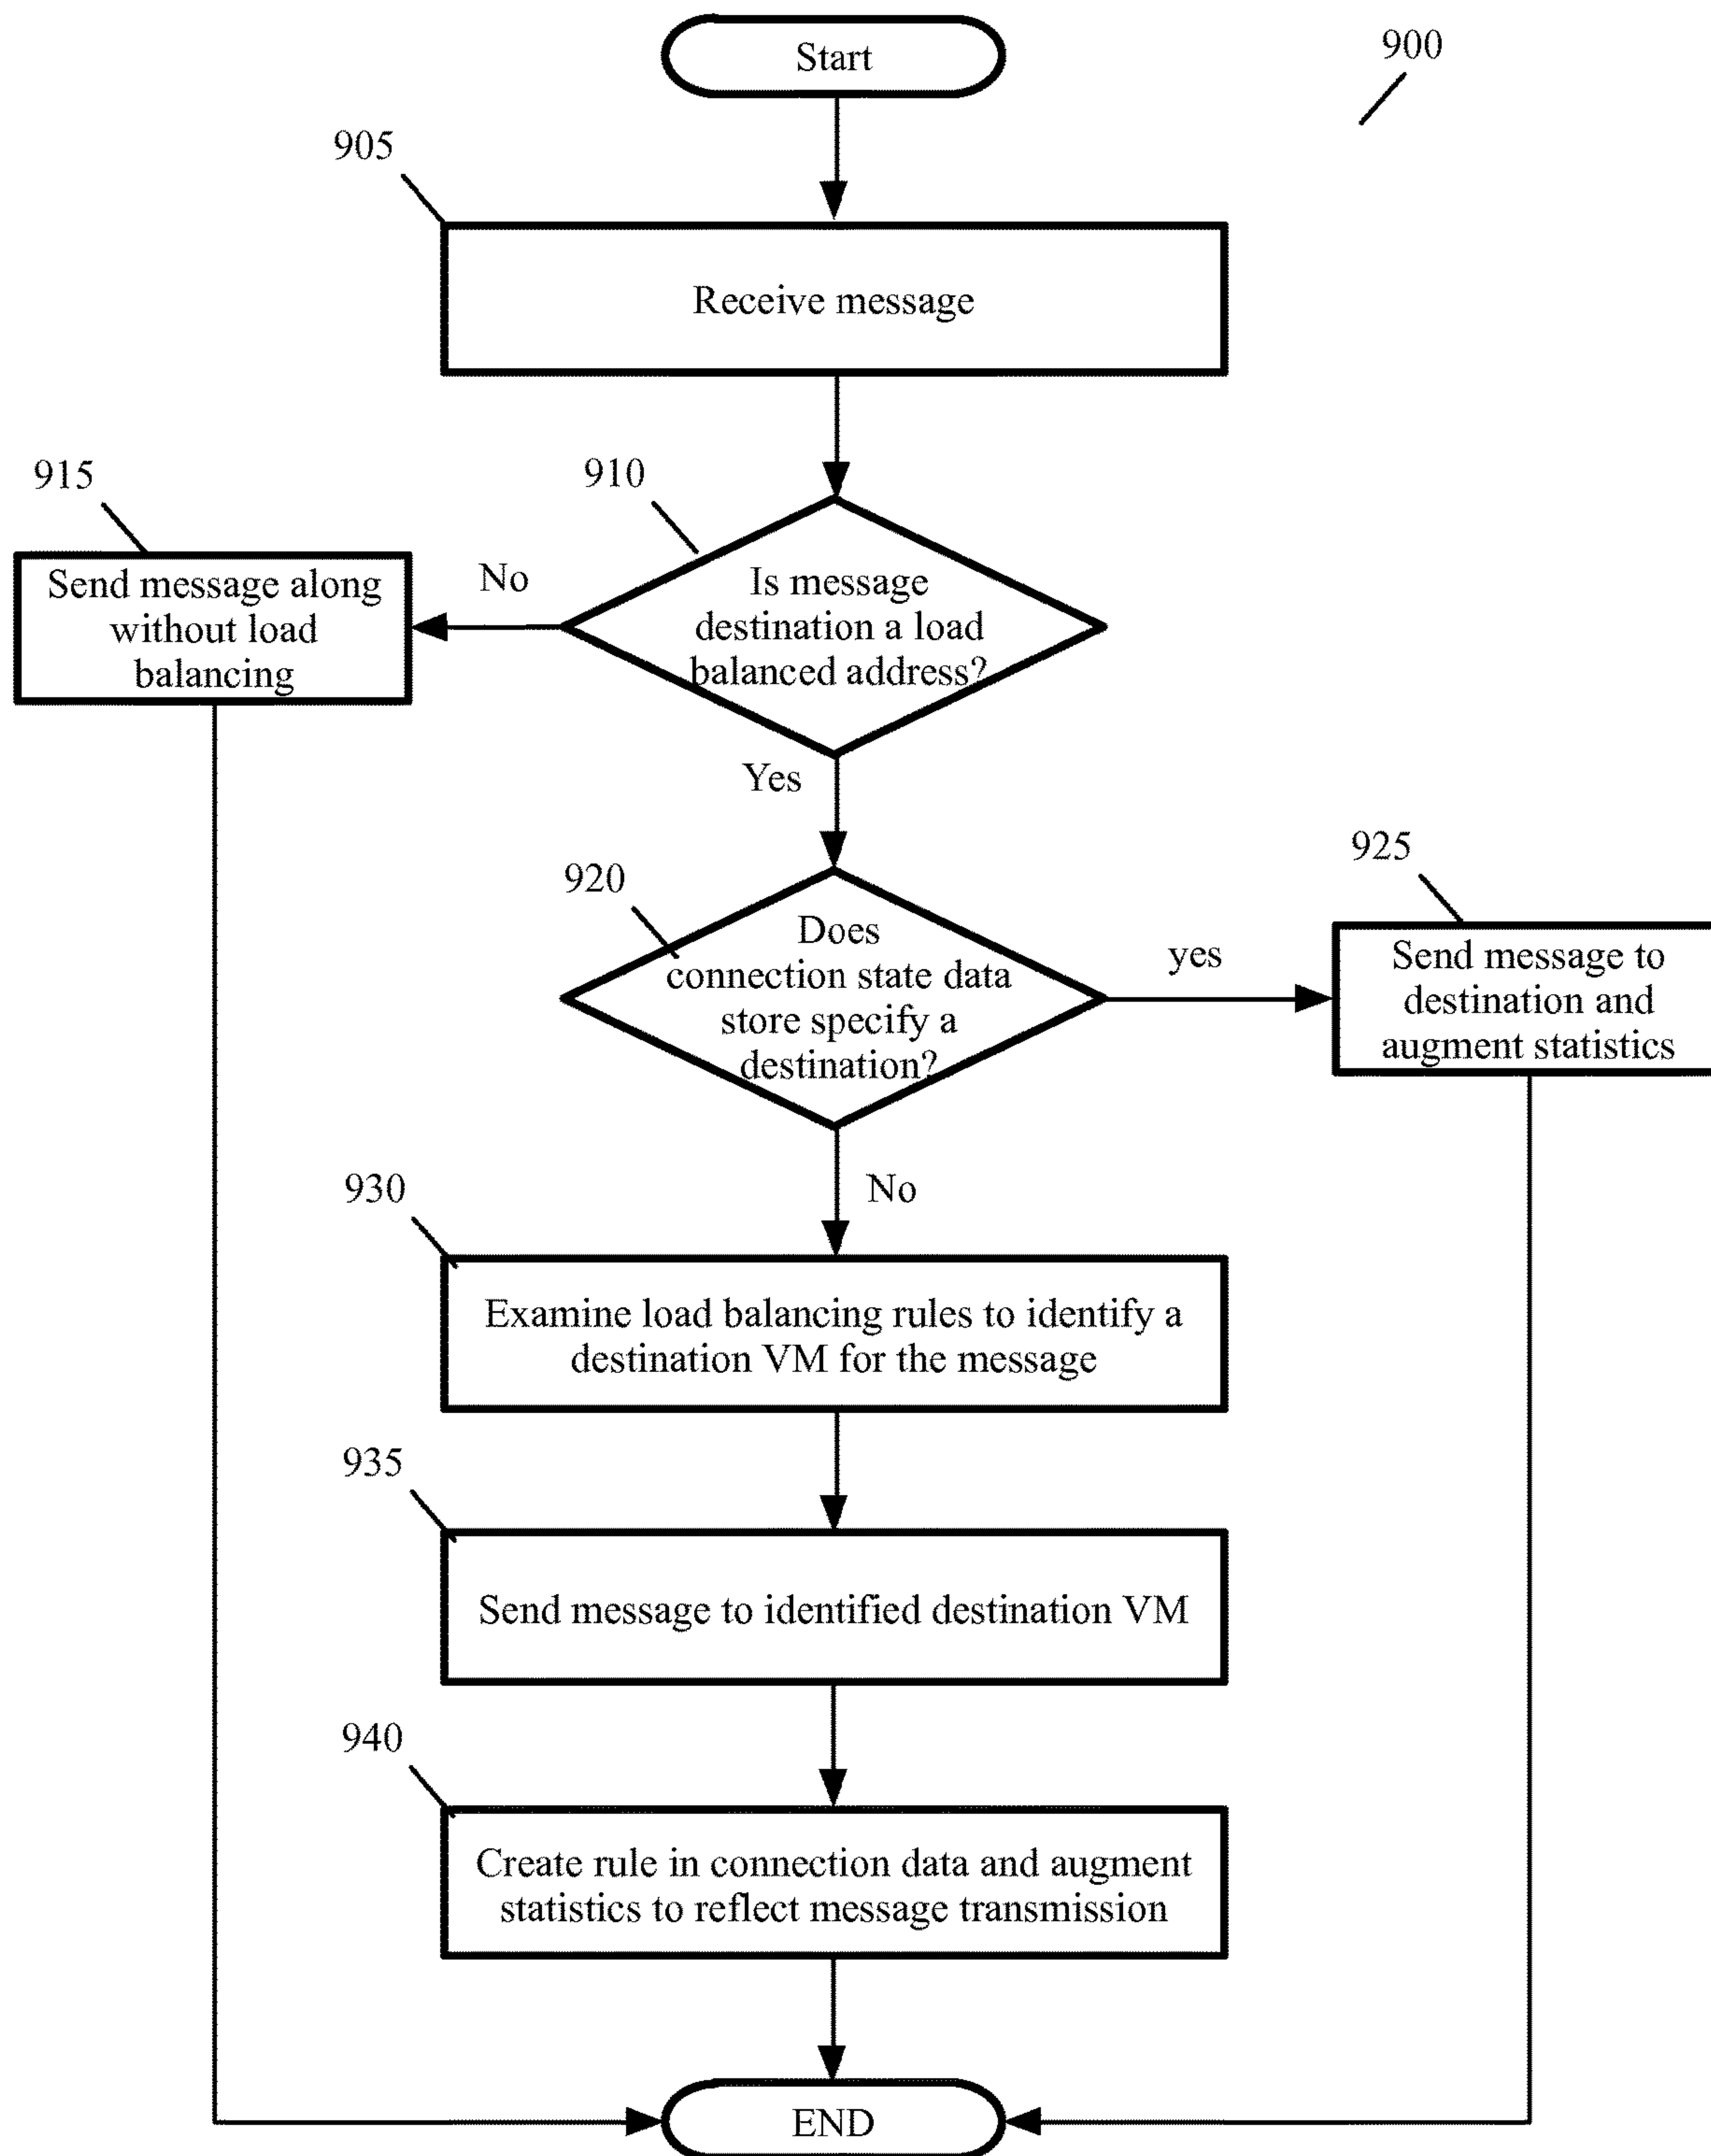 Start
900
905
Receive message
915
910
Send message along
without load
balancing
No
Is message
destination a load
balanced address?
Yes
920
925
Does
connection state data
store specify a
destination?
yes
Send message to
destination and
augment statistics
No
930
Examine load balancing rules to identify a
destination VM for the message
935
Send message to identified destination VM
940
Create rule in connection data and augment
statistics to reflect message transmission
END